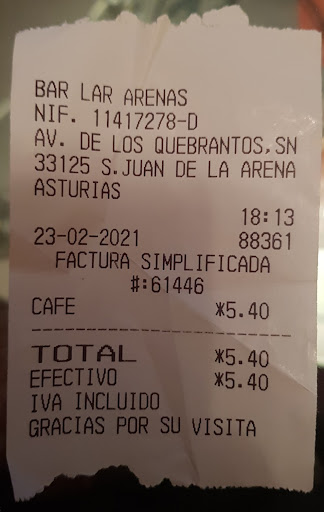 BAR LAR ARENAS
NIF. 11417278-D
AV. DE LOS QUEBRANTOS,SN
33125 S.JUAN DE LA ARENA
ASTURIAS
18:13
23-02-2021 88361
FACTURA SIMPLIFICADA
#:61446
CAFE *5.40
TOTAL *5.40
EFECTIVO *5.40
IVA INCLUIDO
GRACIAS POR SU VISITA